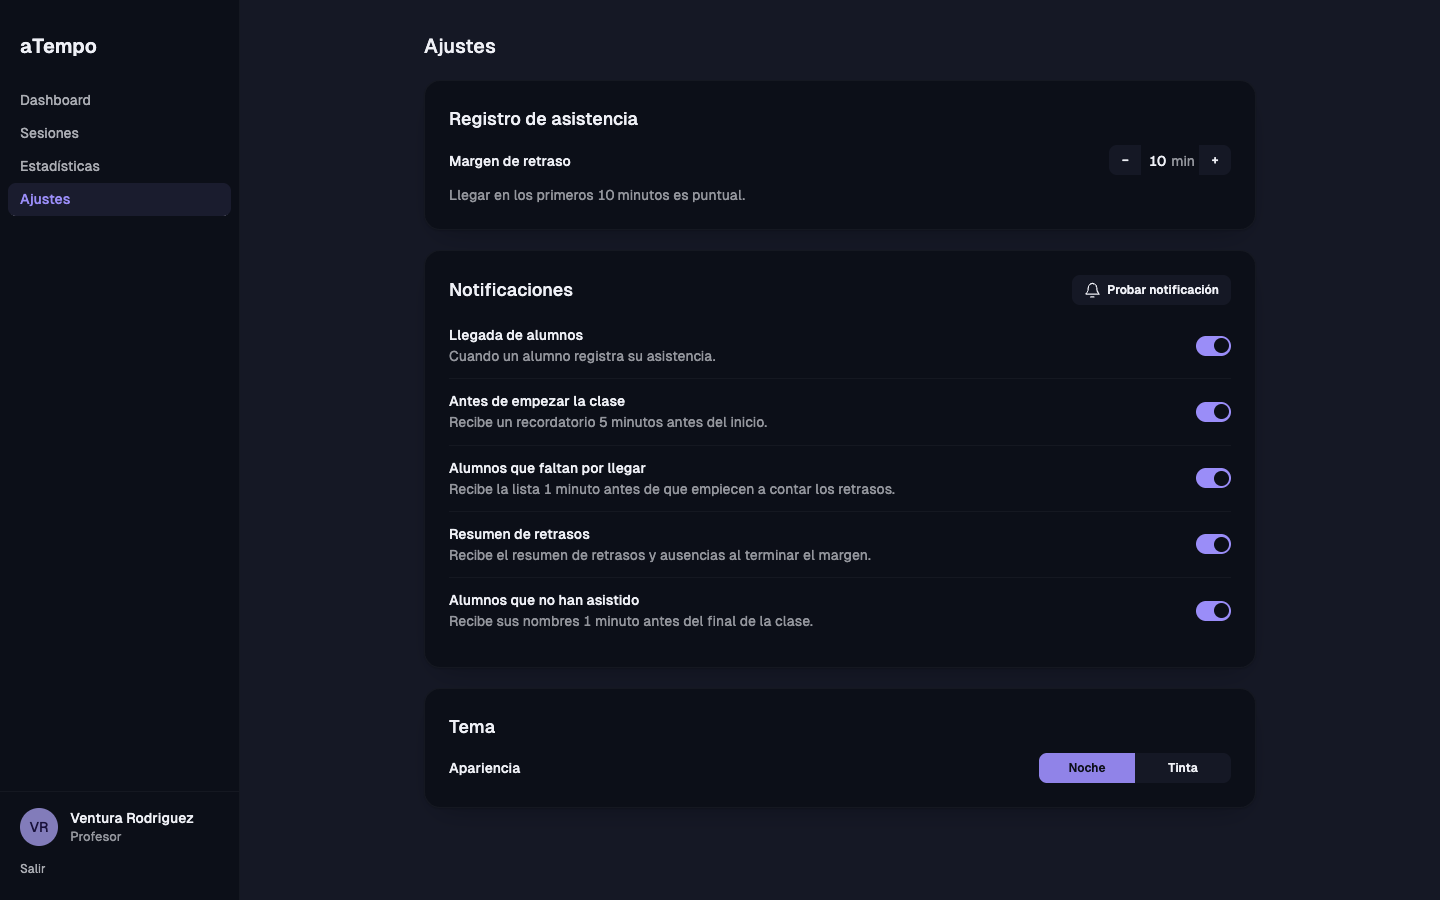 aTempo
Dashboard
Sesiones
Estadísticas
Ajustes
Ventura Rodriguez
VR
Profesor
Salir
Ajustes
Registro de asistencia
Margen de retraso
− 10 min +
Llegar en los primeros 10 minutos es puntual.
Notificaciones
Probar notificación
Llegada de alumnos
Cuando un alumno registra su asistencia.
Antes de empezar la clase
Recibe un recordatorio 5 minutos antes del inicio.
Alumnos que faltan por llegar
Recibe la lista 1 minuto antes de que empiecen a contar los retrasos.
Resumen de retrasos
Recibe el resumen de retrasos y ausencias al terminar el margen.
Alumnos que no han asistido
Recibe sus nombres 1 minuto antes del final de la clase.
Tema
Apariencia
Noche
Tinta